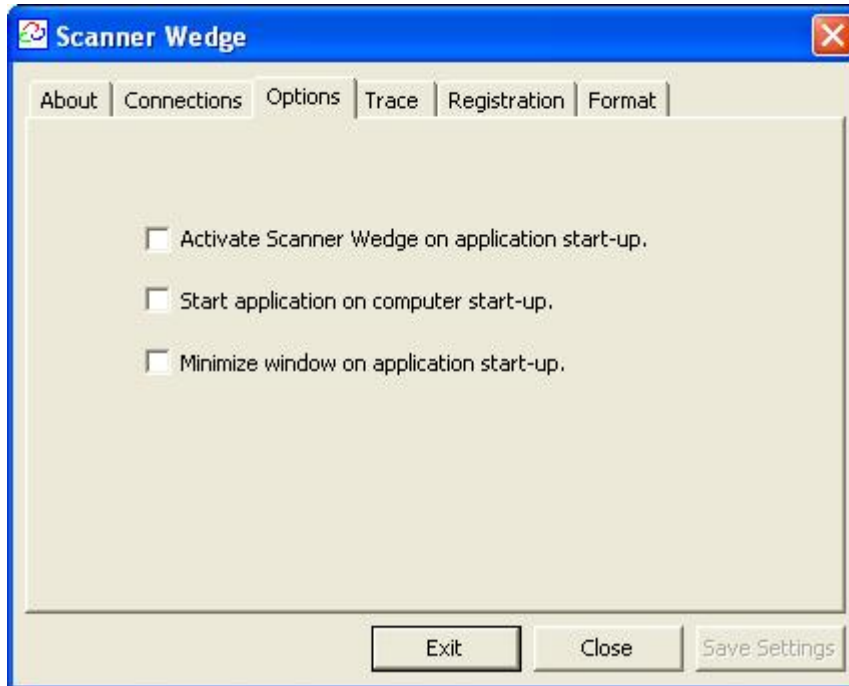 Scanner Wedge
About Connections Options Trace Registration Format
Activate Scanner Wedge on application start-up.
Start application on computer start-up.
Minimize window on application start-up.
Exit Close Save Settings